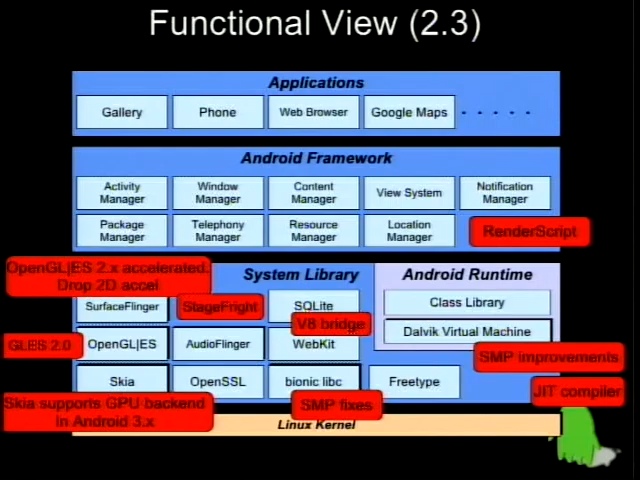 Functional View (2.3)
Applications
Gallery
Phone
Web Browser
Google Maps
. . . . .
Android Framework
Activity
Manager
Window
Manager
Content
Manager
View System
Notification
Manager
Package
Manager
Telephony
Manager
Resource
Manager
Location
Manager
RenderScript
OpenGL|ES 2.x accelerated.
Drop 2D accel
System Library
Android Runtime
SurfaceFlinger
StageFright
SQLite
V8 bridge
Class Library
GLES 2.0
OpenGL|ES
AudioFlinger
WebKit
Dalvik Virtual Machine
SMP improvements
Skia
OpenSSL
bionic libc
Freetype
JIT compiler
Skia supports GPU backend
in Android 3.x
SMP fixes
Linux Kernel